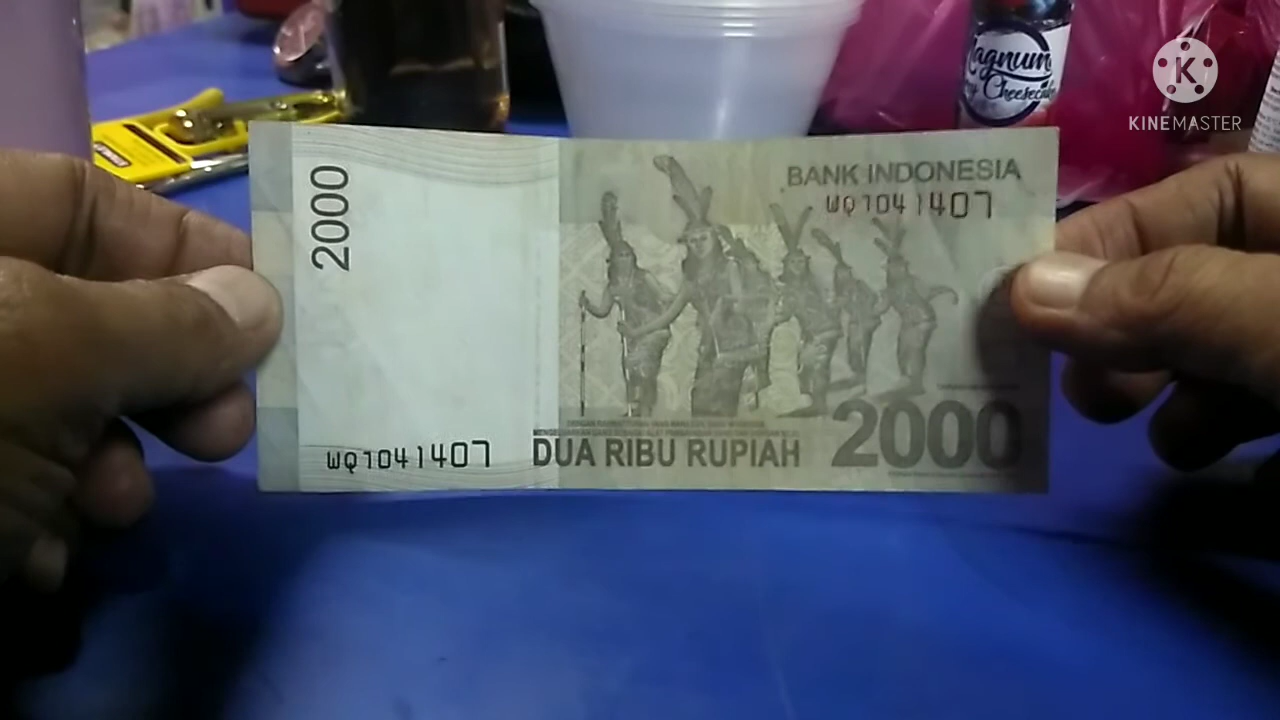 Magnum
Cheesecake
KINEMASTER
2000
BANK INDONESIA
WQ1041407
WQ1041407
DUA RIBU RUPIAH
2000